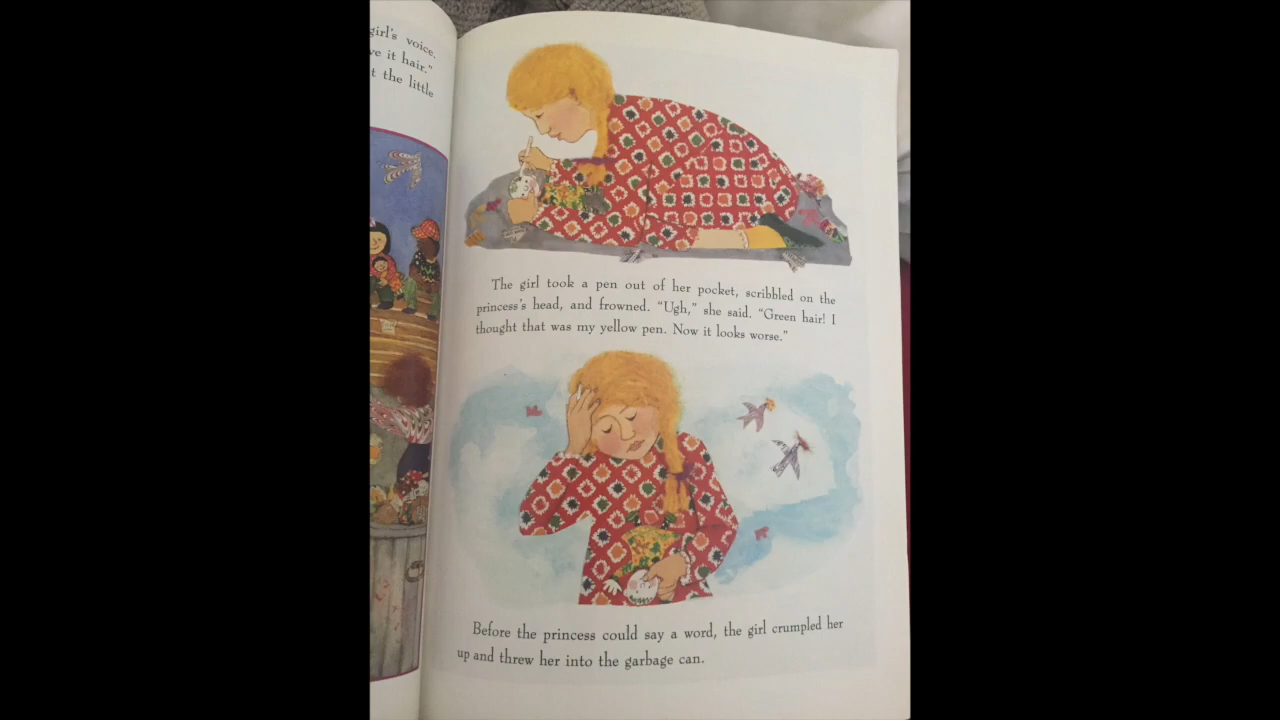 girl's voice.
ve it hair."
t the little
The girl took a pen out of her pocket, scribbled on the
princess's head, and frowned. "Ugh," she said. "Green hair! I
thought that was my yellow pen. Now it looks worse."
Before the princess could say a word, the girl crumpled her
up and threw her into the garbage can.